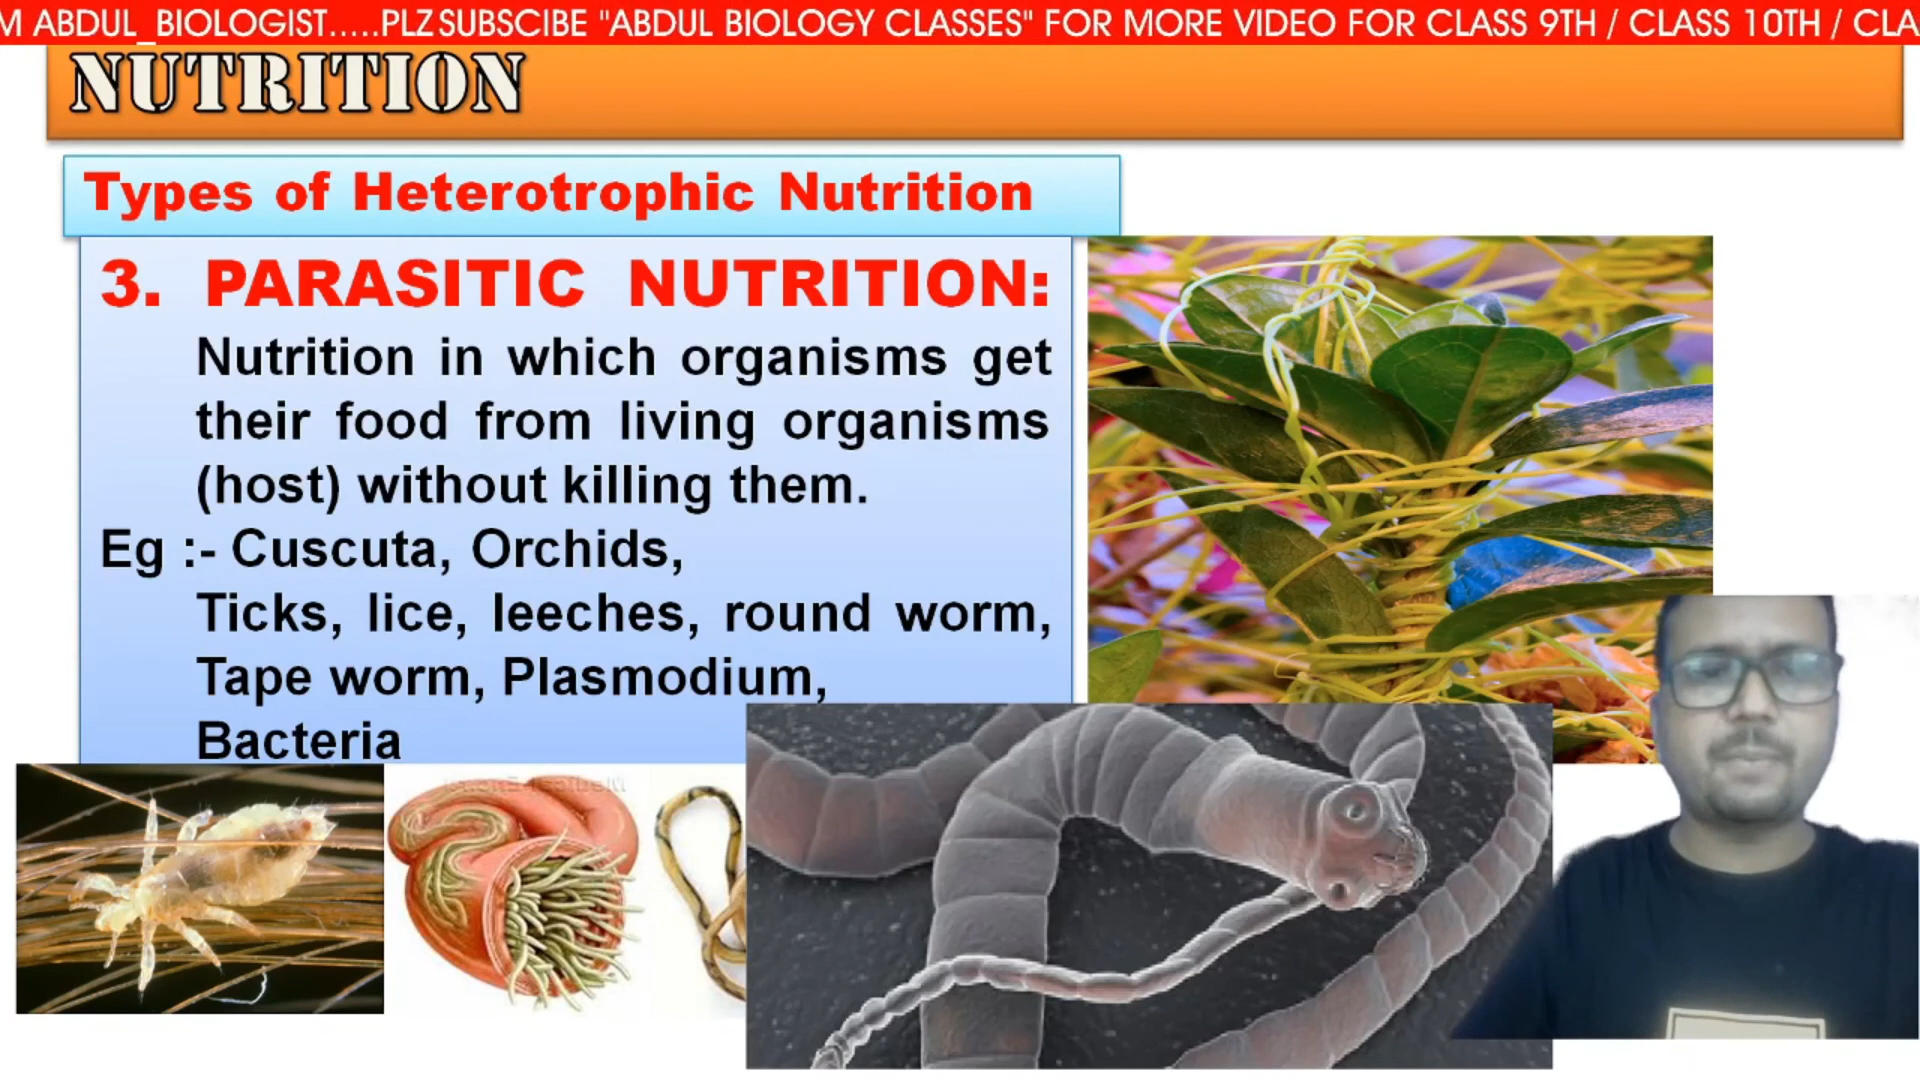 M ABDUL_BIOLOGIST.....PLZ SUBSCIBE "ABDUL BIOLOGY CLASSES" FOR MORE VIDEO FOR CLASS 9TH / CLASS 10TH / CLA
NUTRITION
Types of Heterotrophic Nutrition
3. PARASITIC NUTRITION:
Nutrition in which organisms get
their food from living organisms
(host) without killing them.
Eg :- Cuscuta, Orchids,
Ticks, lice, leeches, round worm,
Tape worm, Plasmodium,
Bacteria